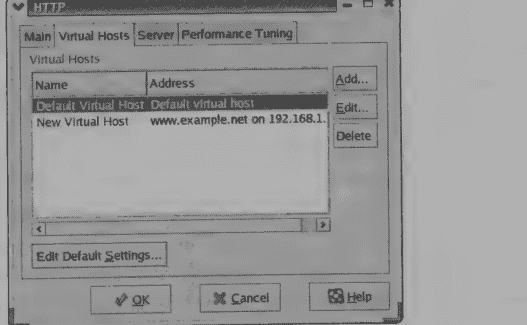 HTTP
Main Virtual Hosts Server Performance Tuning
Virtual Hosts
Name Address
Default Virtual Host Default virtual host
New Virtual Host www.example.net on 192.168.1.
Add...
Edit...
Delete
Edit Default Settings...
OK Cancel Help